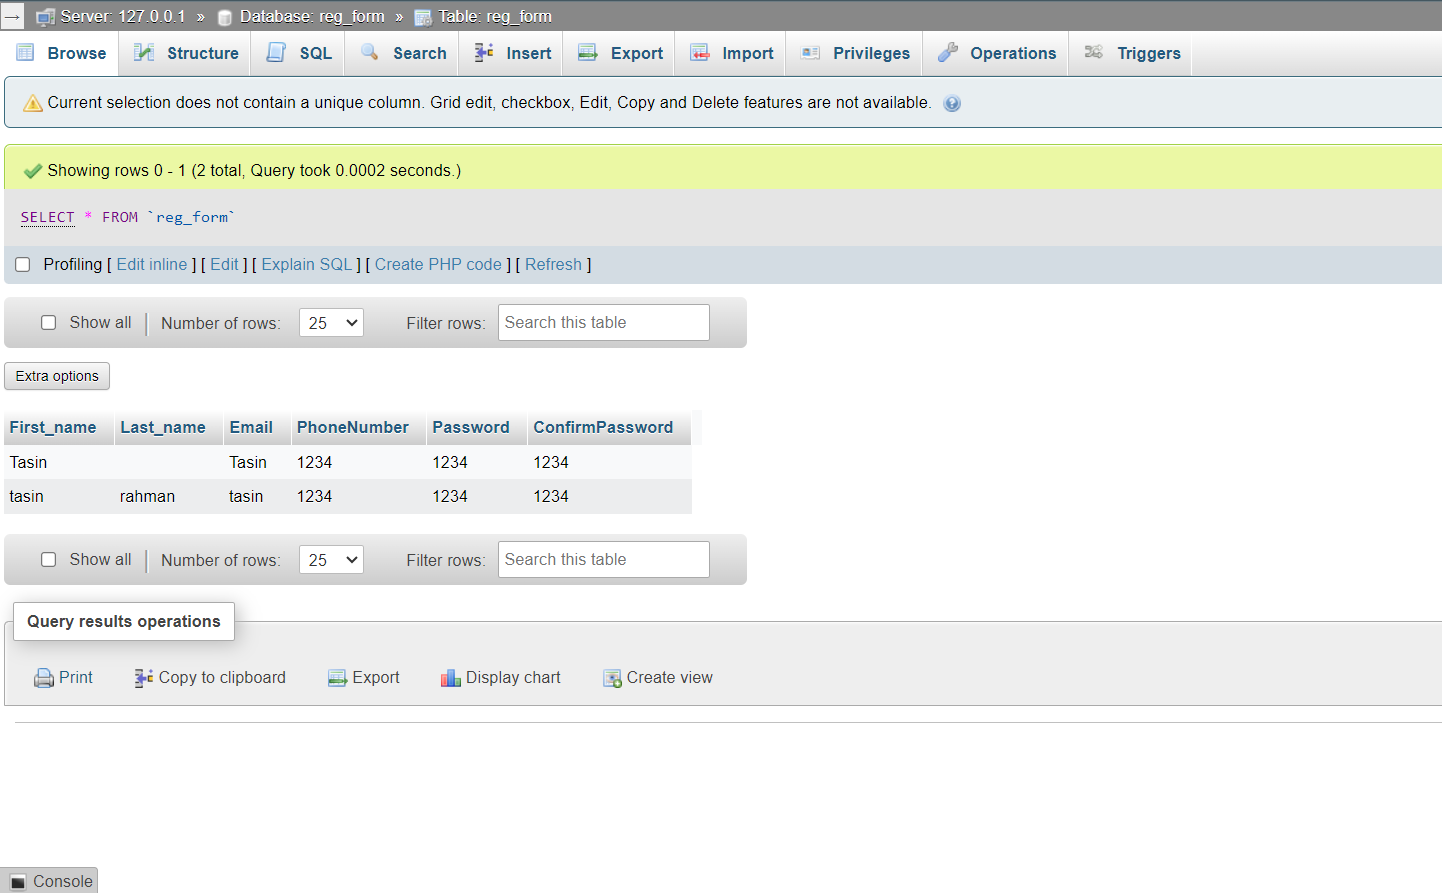 Server: 127.0.0.1 » Database: reg_form » Table: reg_form
Browse Structure SQL Search Insert Export Import Privileges Operations Triggers
Current selection does not contain a unique column. Grid edit, checkbox, Edit, Copy and Delete features are not available.
Showing rows 0 - 1 (2 total, Query took 0.0002 seconds.)
SELECT * FROM `reg_form`
Profiling [ Edit inline ] [ Edit ] [ Explain SQL ] [ Create PHP code ] [ Refresh ]
Show all Number of rows: 25 Filter rows: Search this table
Extra options
First_name Last_name Email PhoneNumber Password ConfirmPassword
Tasin Tasin 1234 1234 1234
tasin rahman tasin 1234 1234 1234
Show all Number of rows: 25 Filter rows: Search this table
Query results operations
Print Copy to clipboard Export Display chart Create view
Console